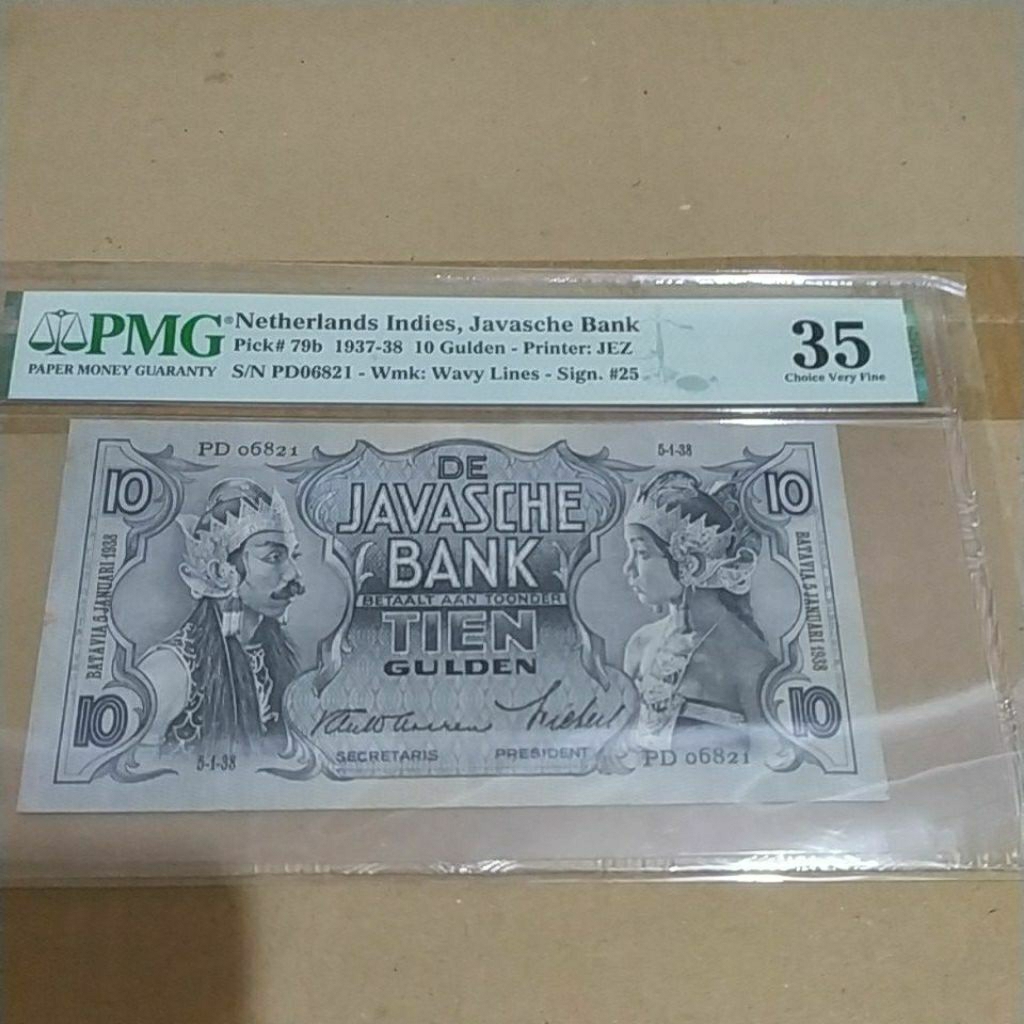 PMG®
PAPER MONEY GUARANTY
Netherlands Indies, Javasche Bank
Pick# 79b 1937-38 10 Gulden - Printer: JEZ
S/N PD06821 - Wmk: Wavy Lines - Sign. #25
35
Choice Very Fine
PD 06821
5-1-38
10
10
DE
JAVASCHE
BANK
BETAALT AAN TOONDER
TIEN
GULDEN
BATAVIA 5 JANUARI 1938
BATAVIA 5 JANUARI 1938
10
10
SECRETARIS
PRESIDENT
5-1-38
PD 06821